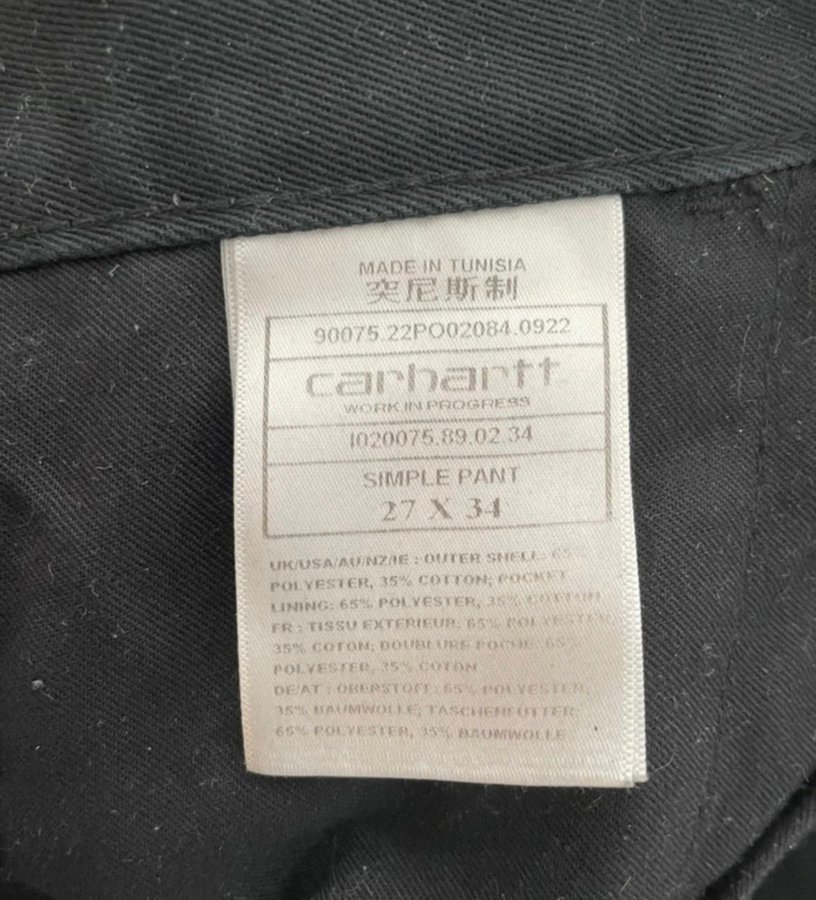 MADE IN TUNISIA
突尼斯制
90075.22PO02084.0922
carhartt
WORK IN PROGRESS
I020075.89.02.34
SIMPLE PANT
27 X 34
UK/USA/AU/NZ/IE : OUTER SHELL: 65%
POLYESTER, 35% COTTON; POCKET
LINING: 65% POLYESTER, 35% COTTON
FR : TISSU EXTERIEUR: 65% POLYESTER,
35% COTON; DOUBLURE POCHE: 65%
POLYESTER, 35% COTON
DE/AT : OBERSTOFF: 65% POLYESTER,
35% BAUMWOLLE; TASCHENFUTTER:
65% POLYESTER, 35% BAUMWOLLE